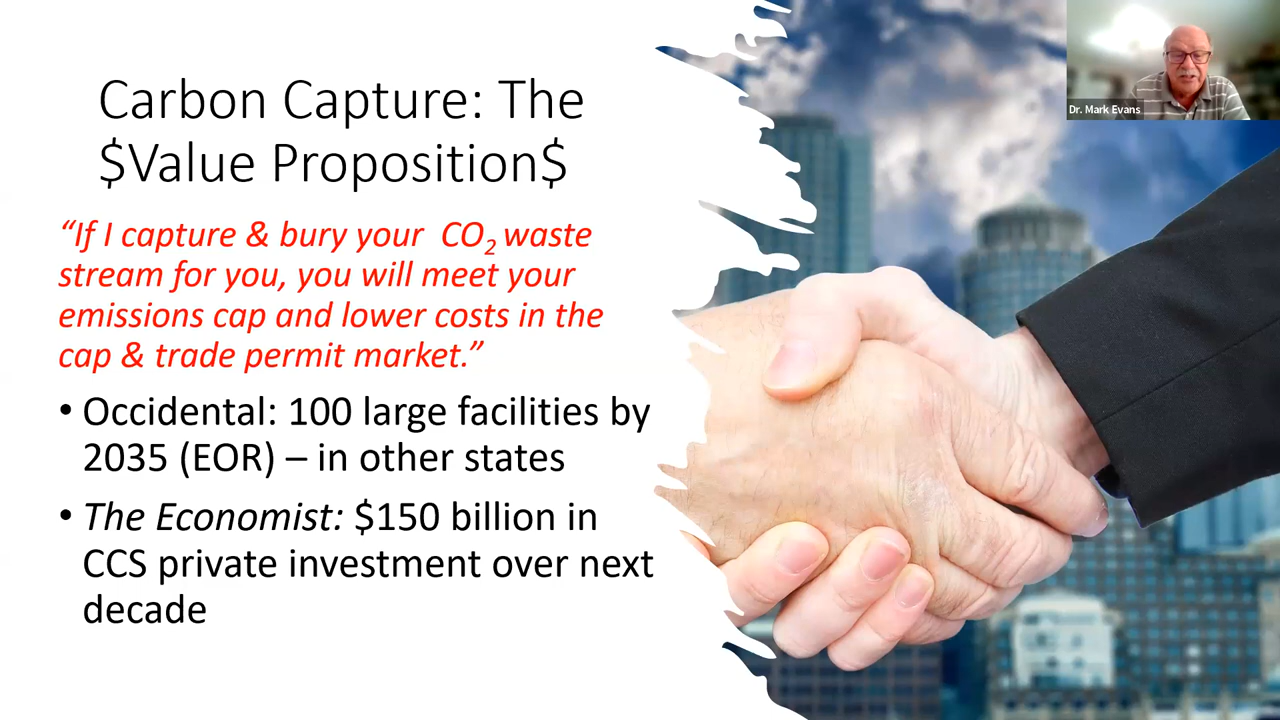 Carbon Capture: The
$Value Proposition$
“If I capture & bury your CO₂ waste
stream for you, you will meet your
emissions cap and lower costs in the
cap & trade permit market.”
• Occidental: 100 large facilities by
2035 (EOR) – in other states
• The Economist: $150 billion in
CCS private investment over next
decade
Dr. Mark Evans